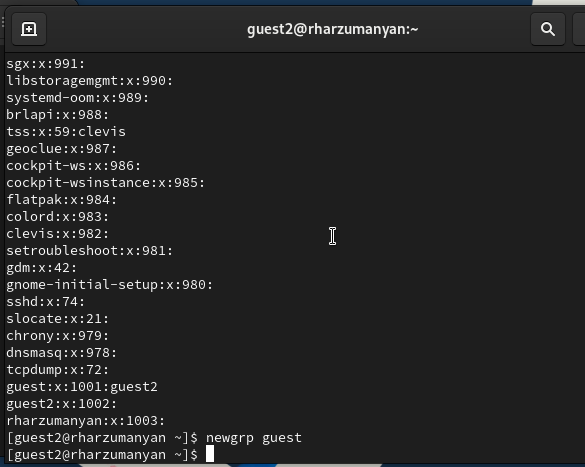 guest2@rharzumanyan:~
sgx:x:991:
libstoragemgmt:x:990:
systemd-oom:x:989:
brlapi:x:988:
tss:x:59:clevis
geoclue:x:987:
cockpit-ws:x:986:
cockpit-wsinstance:x:985:
flatpak:x:984:
colord:x:983:
clevis:x:982:
setroubleshoot:x:981:
gdm:x:42:
gnome-initial-setup:x:980:
sshd:x:74:
slocate:x:21:
chrony:x:979:
dnsmasq:x:978:
tcpdump:x:72:
guest:x:1001:guest2
guest2:x:1002:
rharzumanyan:x:1003:
[guest2@rharzumanyan ~]$ newgrp guest
[guest2@rharzumanyan ~]$